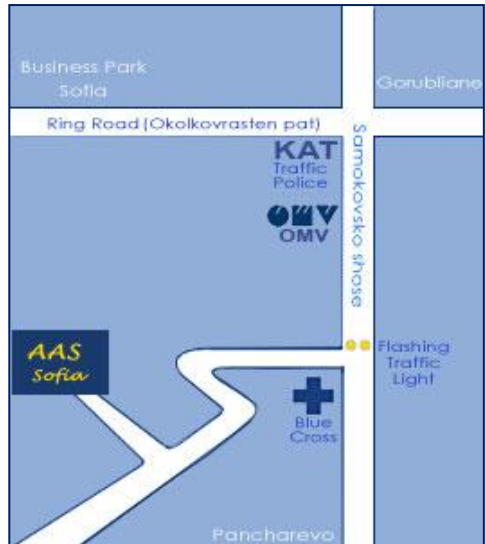 Business Park
Sofia
Gorubliane
Ring Road (Okolkovrasten pat)
Samokovsko shose
KAT
Traffic
Police
OMV
OMV
AAS
Sofia
Flashing
Traffic
Light
Blue
Cross
Pancharevo